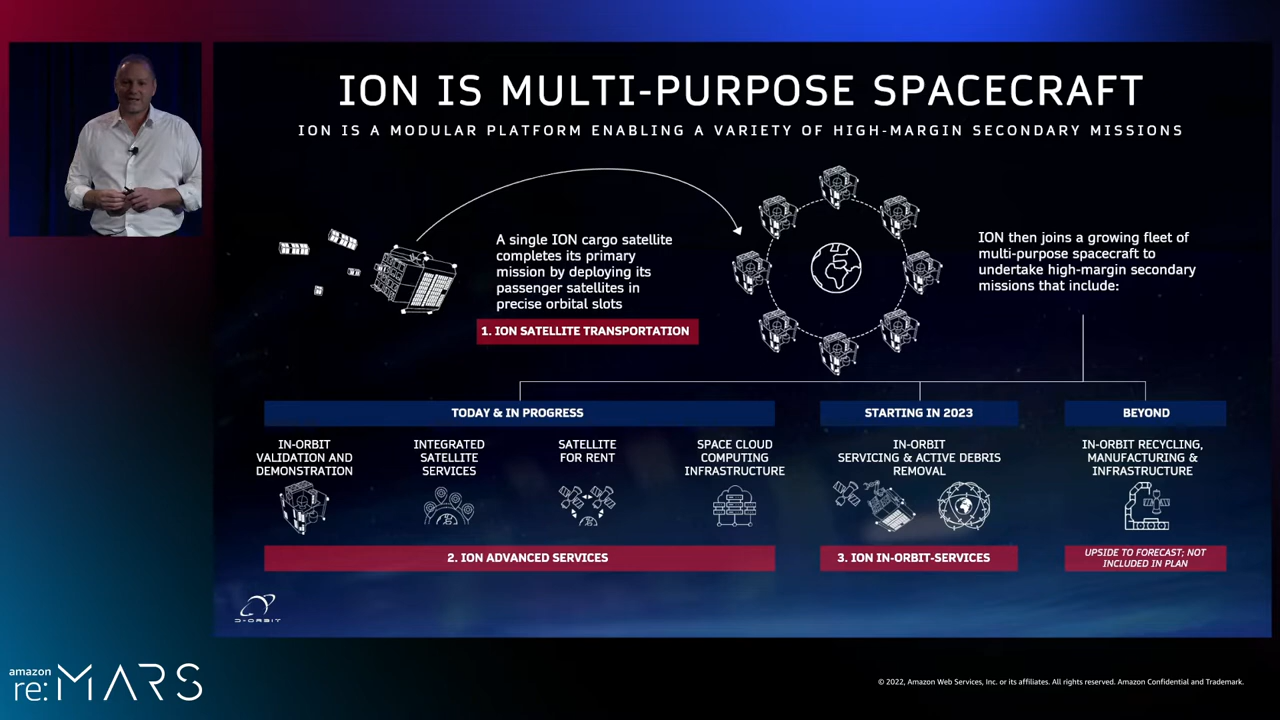 ION IS MULTI-PURPOSE SPACECRAFT
ION IS A MODULAR PLATFORM ENABLING A VARIETY OF HIGH-MARGIN SECONDARY MISSIONS
A single ION cargo satellite
completes its primary
mission by deploying its
passenger satellites in
precise orbital slots
1. ION SATELLITE TRANSPORTATION
ION then joins a growing fleet of
multi-purpose spacecraft to
undertake high-margin secondary
missions that include:
TODAY & IN PROGRESS
IN-ORBIT
VALIDATION AND
DEMONSTRATION
INTEGRATED
SATELLITE
SERVICES
SATELLITE
FOR RENT
SPACE CLOUD
COMPUTING
INFRASTRUCTURE
2. ION ADVANCED SERVICES
STARTING IN 2023
IN-ORBIT
SERVICING & ACTIVE DEBRIS
REMOVAL
3. ION IN-ORBIT-SERVICES
BEYOND
IN-ORBIT RECYCLING,
MANUFACTURING &
INFRASTRUCTURE
UPSIDE TO FORECAST; NOT
INCLUDED IN PLAN
D-ORBIT
amazon
re:MARS
© 2022, Amazon Web Services, Inc. or its affiliates. All rights reserved. Amazon Confidential and Trademark.